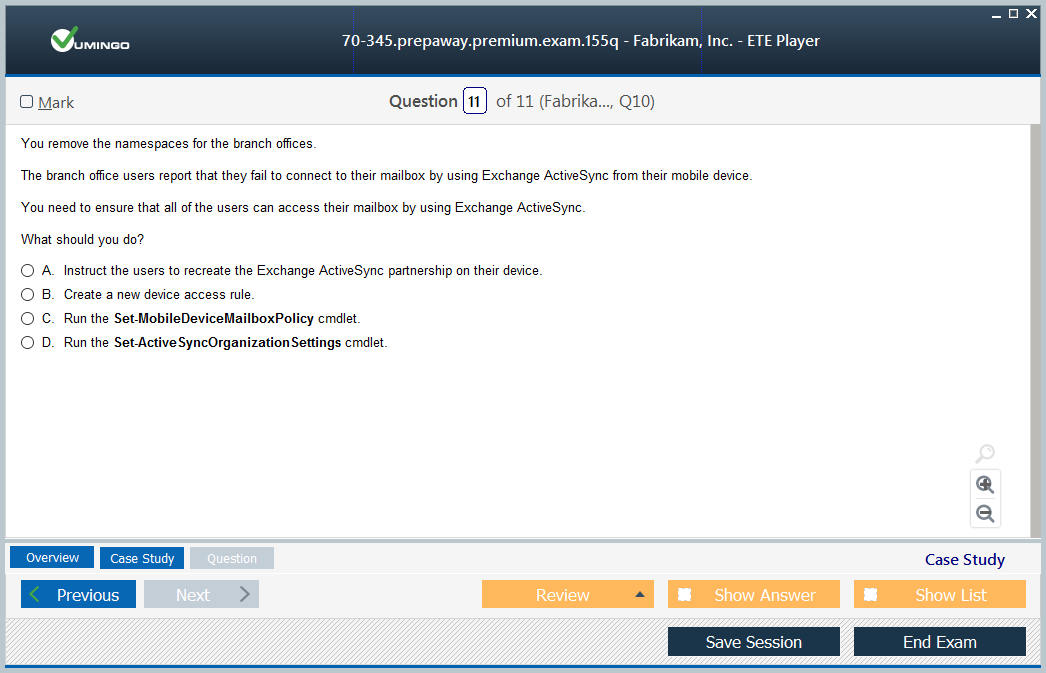 VUMINGO
70-345.prepaway.premium.exam.155q - Fabrikam, Inc. - ETE Player
Mark
Question 11 of 11 (Fabrika..., Q10)
You remove the namespaces for the branch offices.
The branch office users report that they fail to connect to their mailbox by using Exchange ActiveSync from their mobile device.
You need to ensure that all of the users can access their mailbox by using Exchange ActiveSync.
What should you do?
A. Instruct the users to recreate the Exchange ActiveSync partnership on their device.
B. Create a new device access rule.
C. Run the Set-MobileDeviceMailboxPolicy cmdlet.
D. Run the Set-ActiveSyncOrganizationSettings cmdlet.
Overview Case Study Question Case Study
Previous Next Review Show Answer Show List
Save Session End Exam